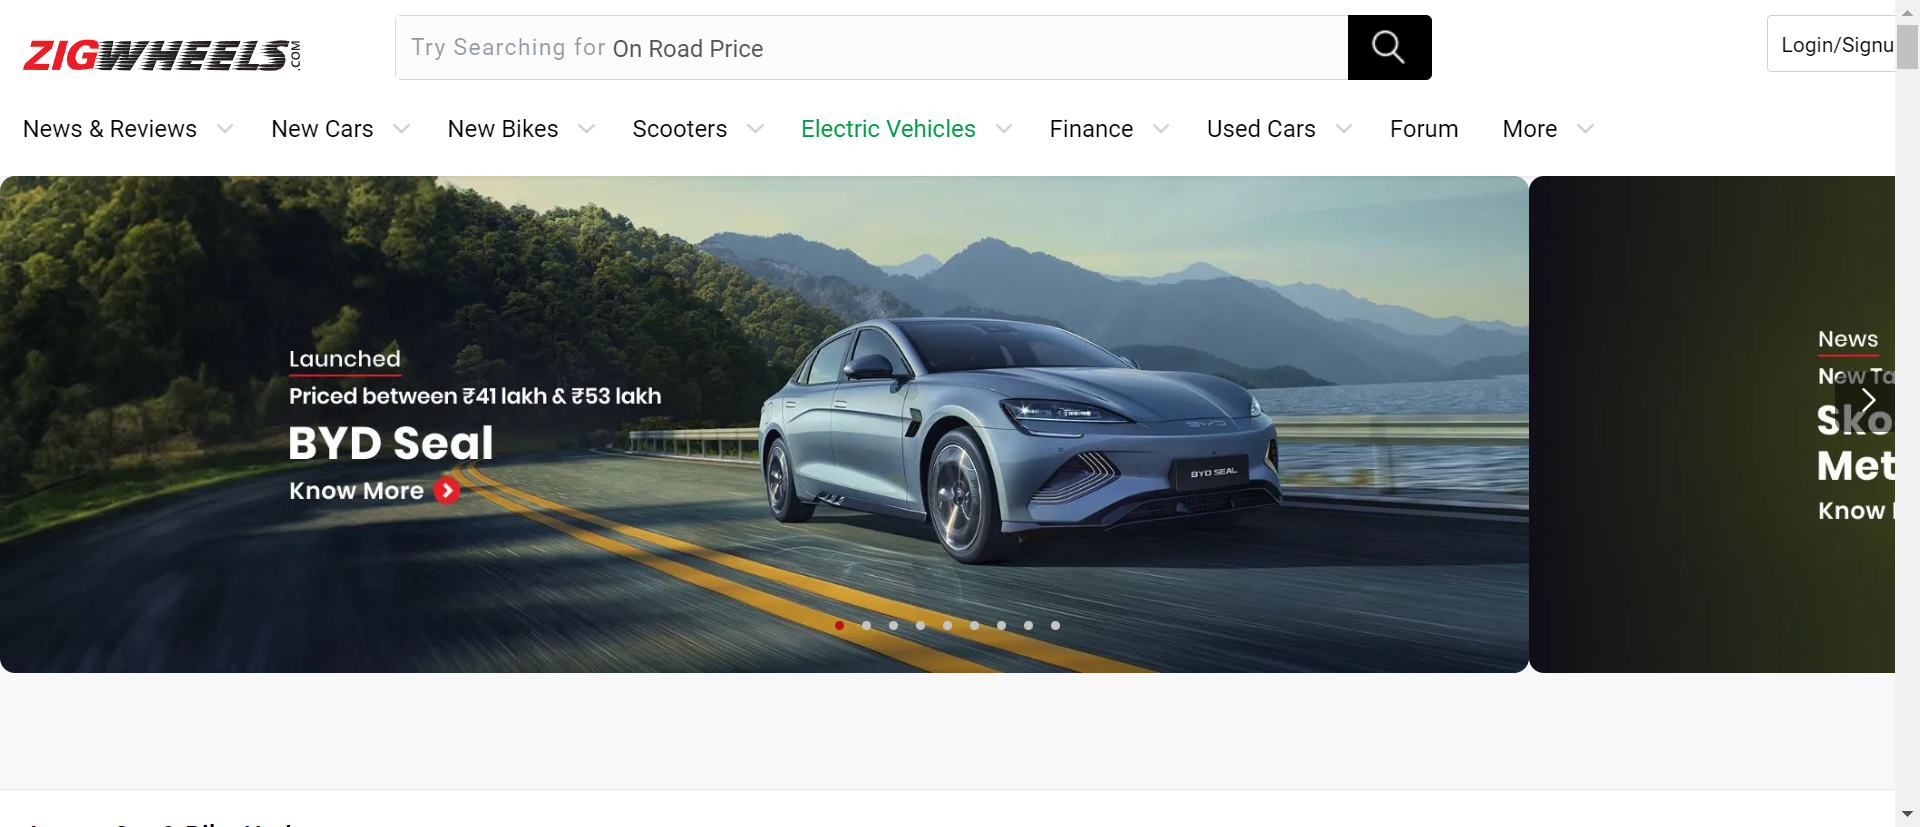 ZIGWHEELS.COM
Try Searching for On Road Price
Login/Signu
News & Reviews New Cars New Bikes Scooters Electric Vehicles Finance Used Cars Forum More
Launched
Priced between ₹41 lakh & ₹53 lakh
BYD Seal
Know More
BYD
BYD SEAL
News
New Ta
Sko
Met
Know